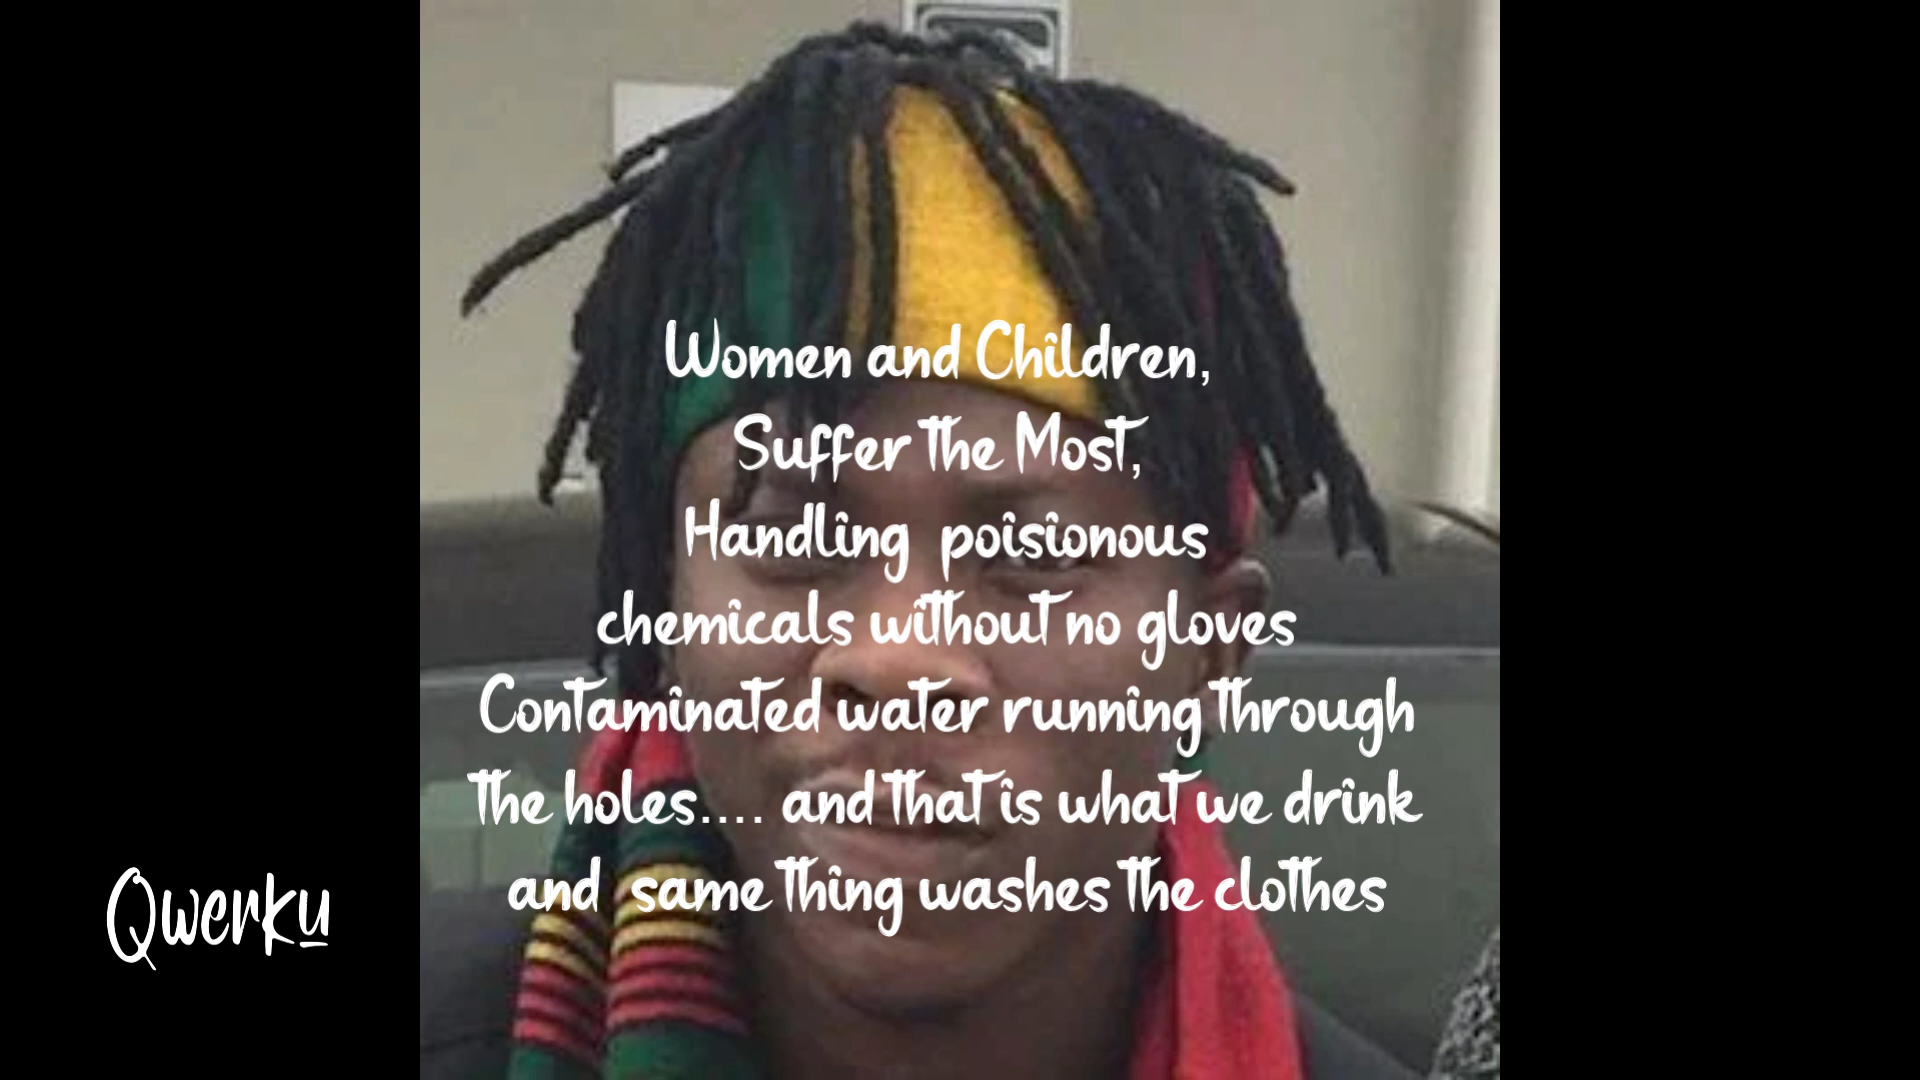 Women and Children,
Suffer the Most,
Handling poisionous
chemicals without no gloves
Contaminated water running through
the holes.... and that is what we drink
and same thing washes the clothes
Qwerku